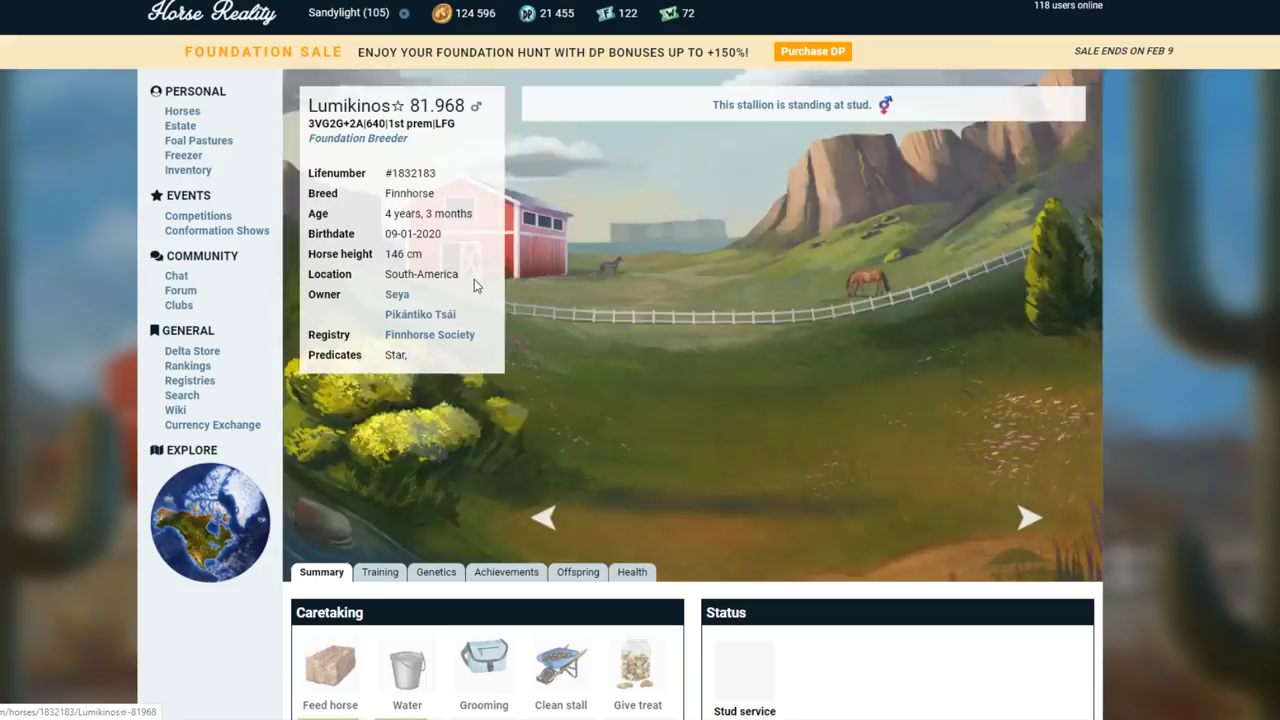 Horse Reality
Sandylight (105)
124 596
DP
21 455
122
72
118 users online
FOUNDATION SALE
ENJOY YOUR FOUNDATION HUNT WITH DP BONUSES UP TO +150%!
Purchase DP
SALE ENDS ON FEB 9
PERSONAL
Horses
Estate
Foal Pastures
Freezer
Inventory
EVENTS
Competitions
Conformation Shows
COMMUNITY
Chat
Forum
Clubs
GENERAL
Delta Store
Rankings
Registries
Search
Wiki
Currency Exchange
EXPLORE
Lumikinos☆ 81.968 ♂
3VG2G+2A|640|1st prem|LFG
Foundation Breeder
Lifenumber #1832183
Breed Finnhorse
Age 4 years, 3 months
Birthdate 09-01-2020
Horse height 146 cm
Location South-America
Owner Seya
Pikántiko Tsái
Registry Finnhorse Society
Predicates Star,
This stallion is standing at stud.
Summary
Training
Genetics
Achievements
Offspring
Health
Caretaking
Feed horse
Water
Grooming
Clean stall
Give treat
Status
Stud service
m/horses/1832183/Lumikinos☆-81968